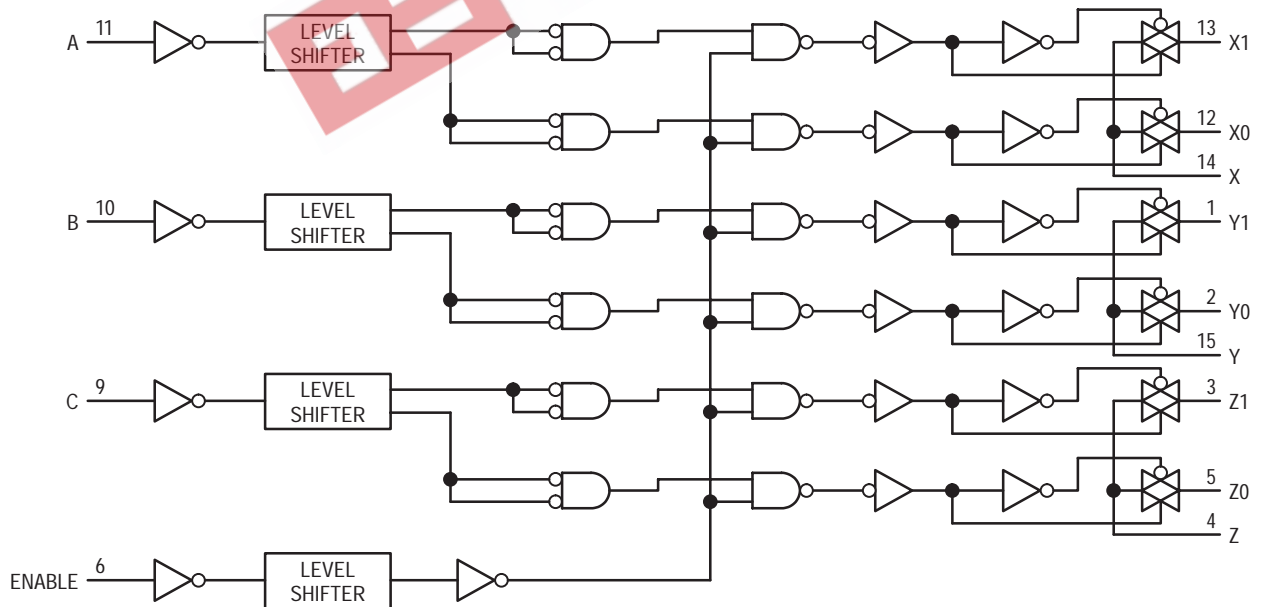 A 11 LEVEL SHIFTER 13 X1
12 X0
14 X
B 10 LEVEL SHIFTER 1 Y1
2 Y0
15 Y
C 9 LEVEL SHIFTER 3 Z1
5 Z0
4 Z
ENABLE 6 LEVEL SHIFTER